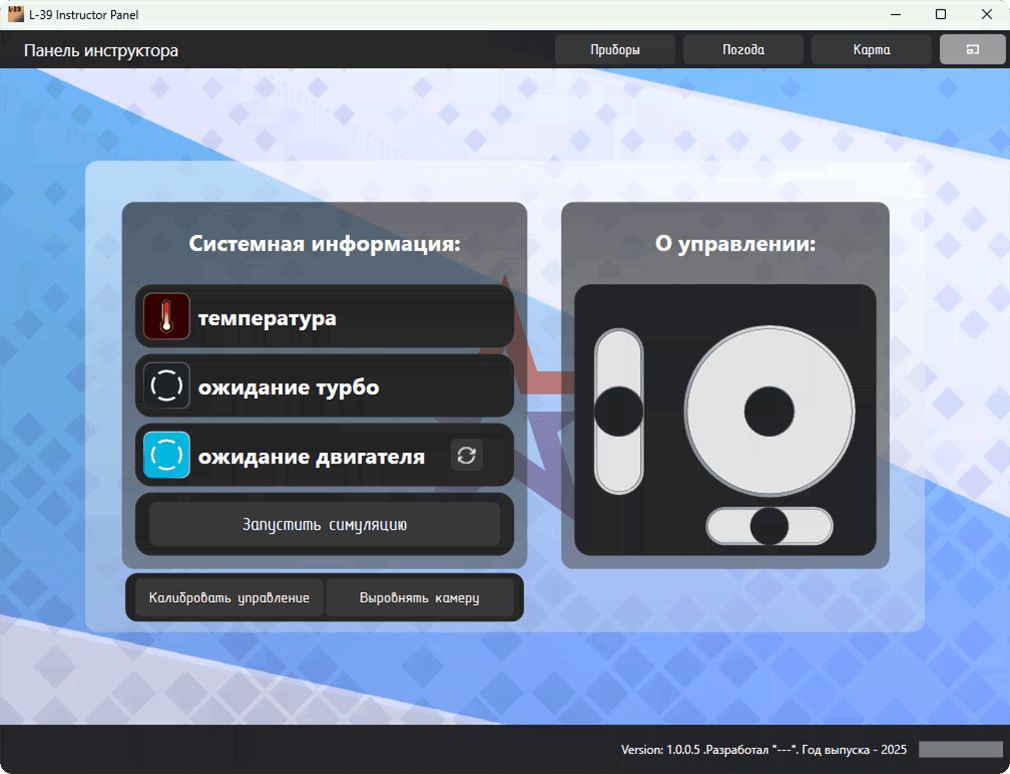 L-39 L-39 Instructor Panel
Панель инструктора
Приборы
Погода
Карта
Системная информация:
температура
ожидание турбо
ожидание двигателя
Запустить симуляцию
Калибровать управление
Выровнять камеру
О управлении:
Version: 1.0.0.5 .Разработал "---". Год выпуска - 2025